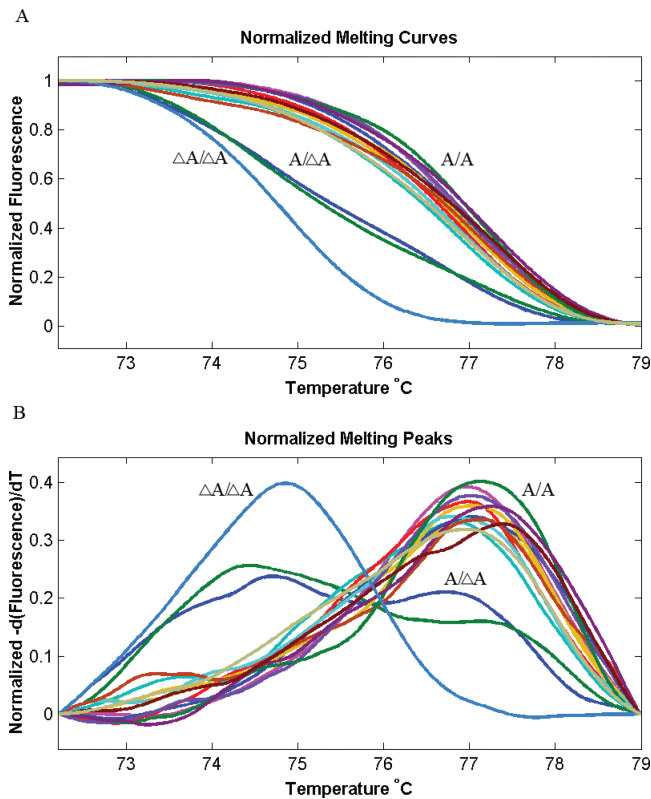 A
Normalized Melting Curves
Normalized Fluorescence
1
0.8
0.6
0.4
0.2
0
△A/△A
A/△A
A/A
73 74 75 76 77 78 79
Temperature °C
B
Normalized Melting Peaks
Normalized -d(Fluorescence)/dT
0.4
0.3
0.2
0.1
0
△A/△A
A/A
A/△A
73 74 75 76 77 78 79
Temperature °C